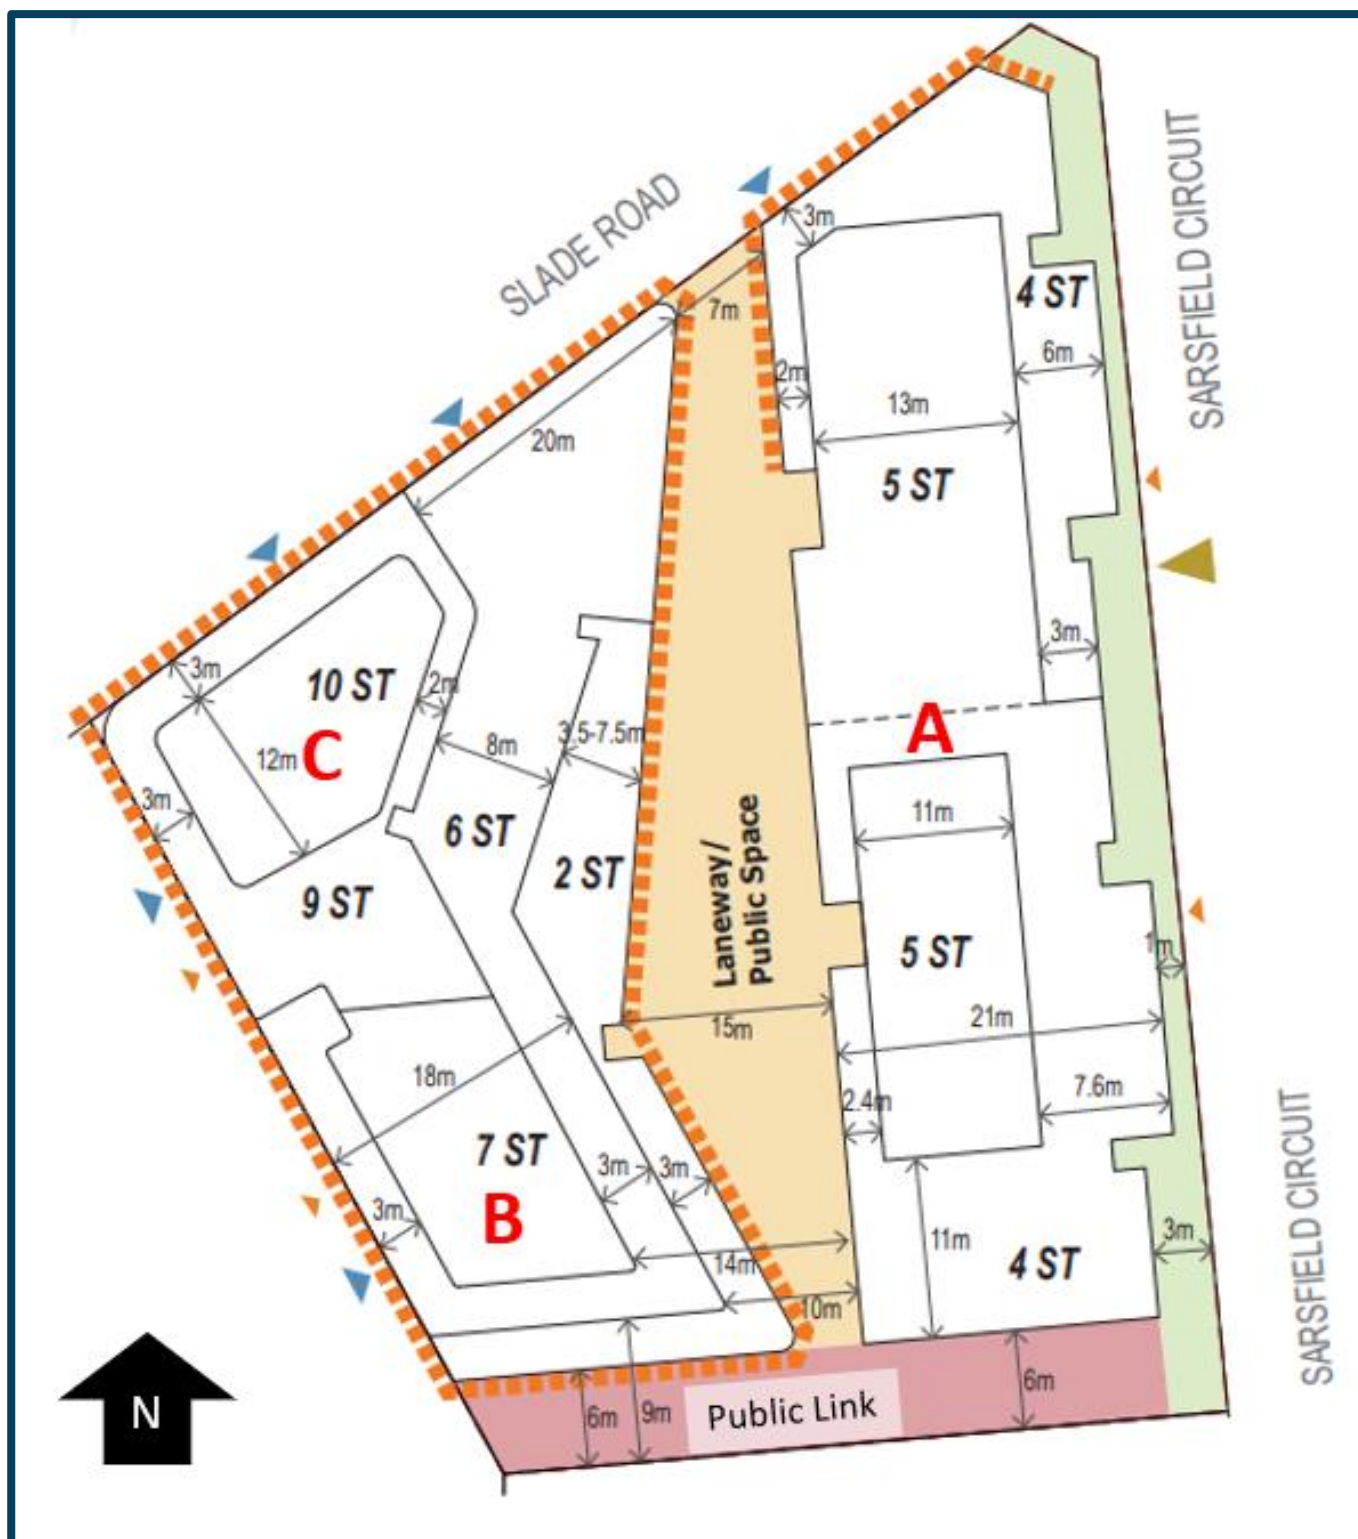 SLADE ROAD
SARSFIELD CIRCUIT
3m
7m
4 ST
6m
2m
13m
20m
5 ST
3m
3m
10 ST
2m
A
C
12m
8m
3.5-7.5m
3m
6 ST
11m
2 ST
9 ST
Laneway/
Public Space
5 ST
1m
15m
21m
18m
7.6m
2.4m
7 ST
3m
3m
B
3m
11m
3m
14m
4 ST
10m
SARSFIELD CIRCUIT
N
6m
9m
Public Link
6m